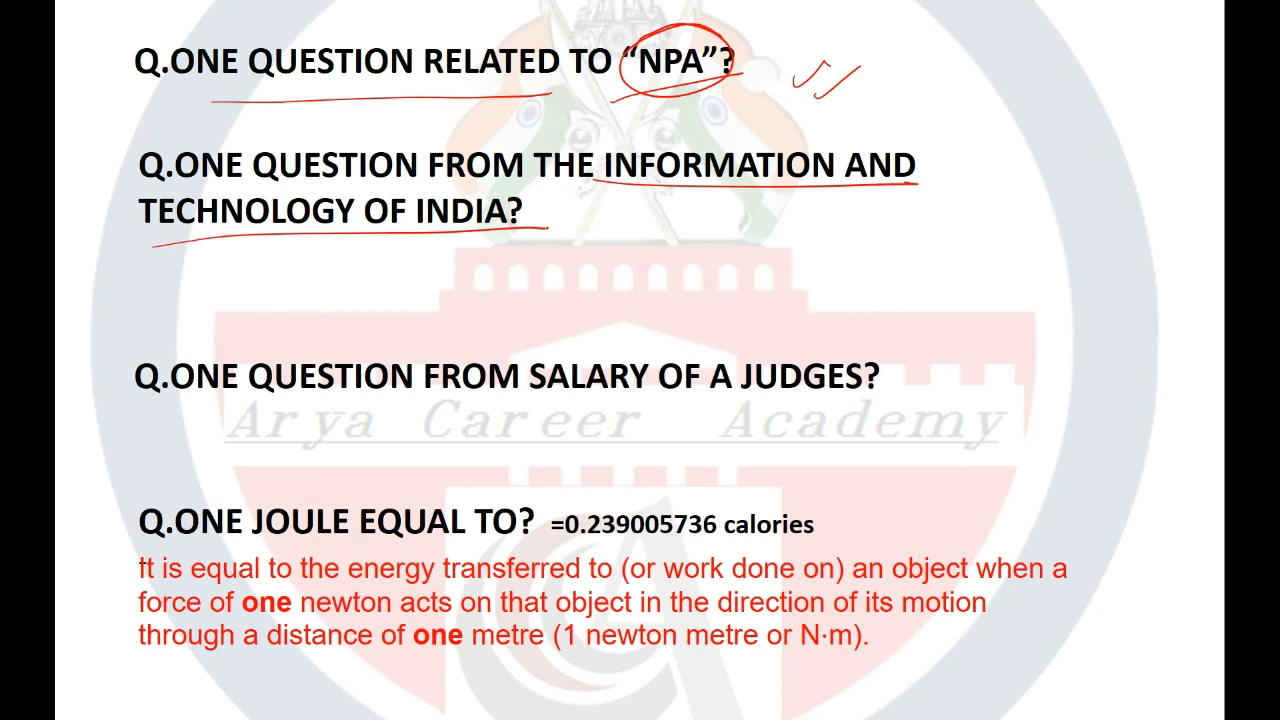 Q.ONE QUESTION RELATED TO “NPA”?
Q.ONE QUESTION FROM THE INFORMATION AND
TECHNOLOGY OF INDIA?
Q.ONE QUESTION FROM SALARY OF A JUDGES?
Arya Career Academy
Q.ONE JOULE EQUAL TO? =0.239005736 calories
It is equal to the energy transferred to (or work done on) an object when a
force of one newton acts on that object in the direction of its motion
through a distance of one metre (1 newton metre or N·m).